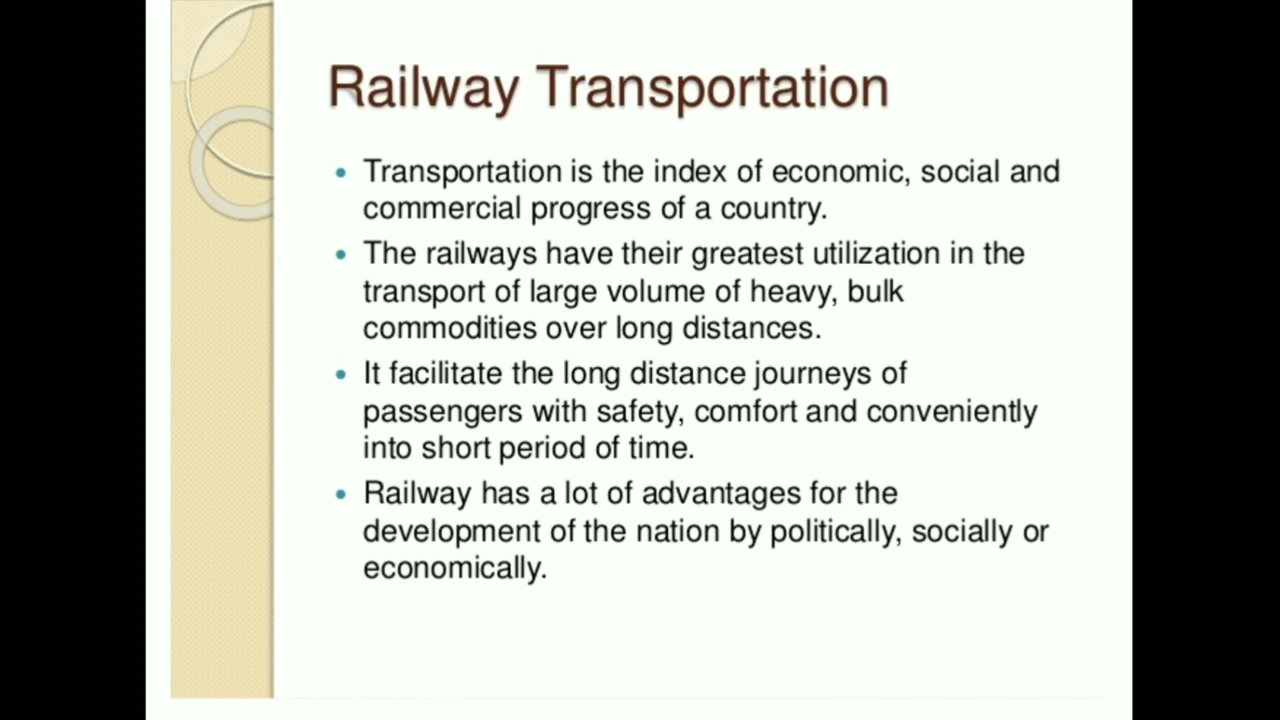 Railway Transportation
• Transportation is the index of economic, social and
commercial progress of a country.
• The railways have their greatest utilization in the
transport of large volume of heavy, bulk
commodities over long distances.
• It facilitate the long distance journeys of
passengers with safety, comfort and conveniently
into short period of time.
• Railway has a lot of advantages for the
development of the nation by politically, socially or
economically.